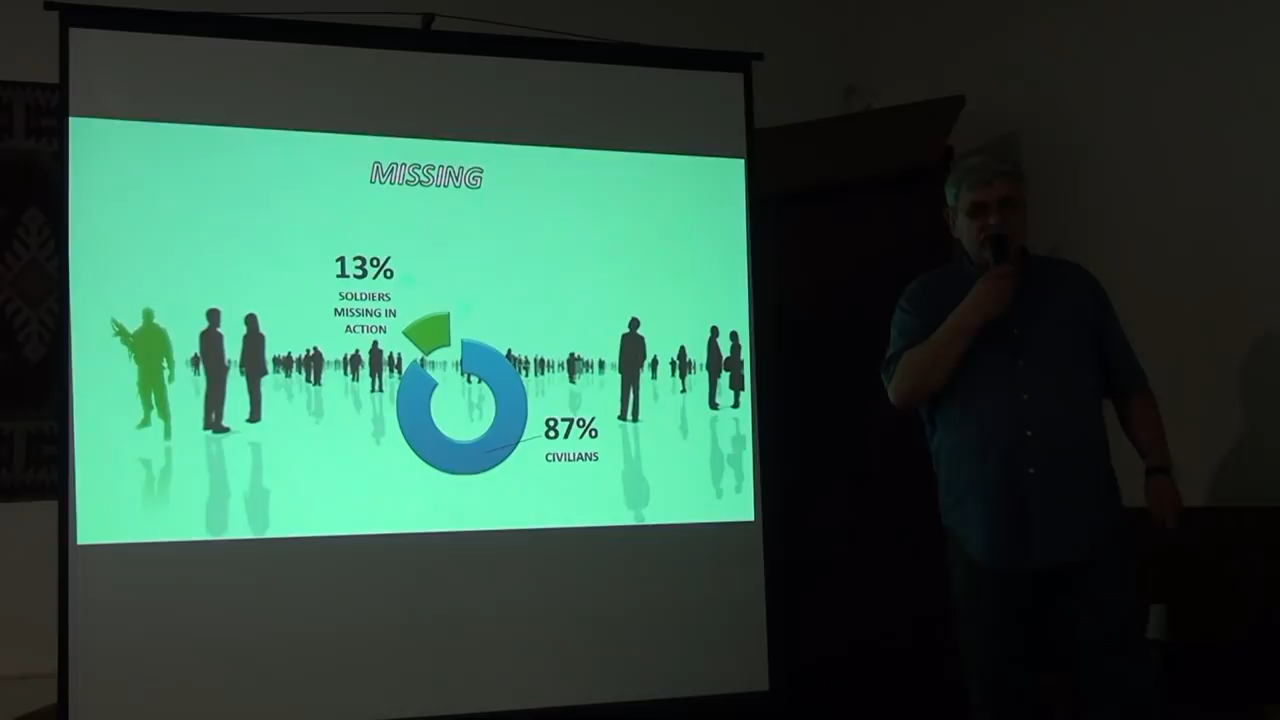 MISSING
13%
SOLDIERS
MISSING IN
ACTION
87%
CIVILIANS